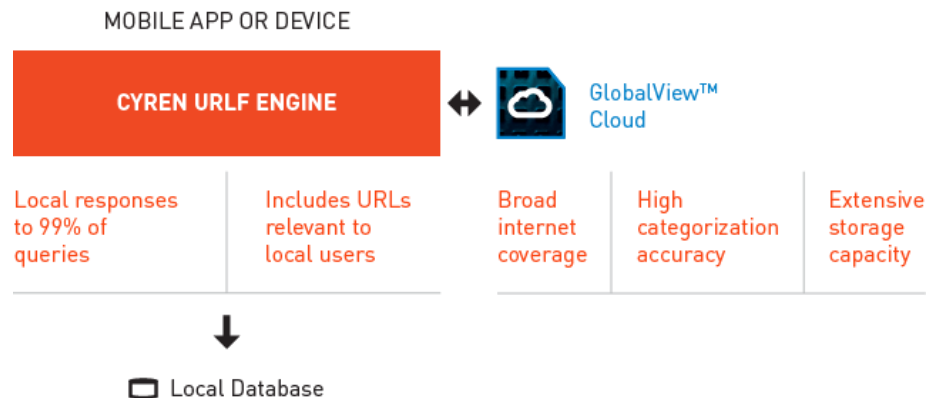 MOBILE APP OR DEVICE
CYREN URLF ENGINE
GlobalView™
Cloud
Local responses
to 99% of
queries
Includes URLs
relevant to
local users
Broad
internet
coverage
High
categorization
accuracy
Extensive
storage
capacity
Local Database